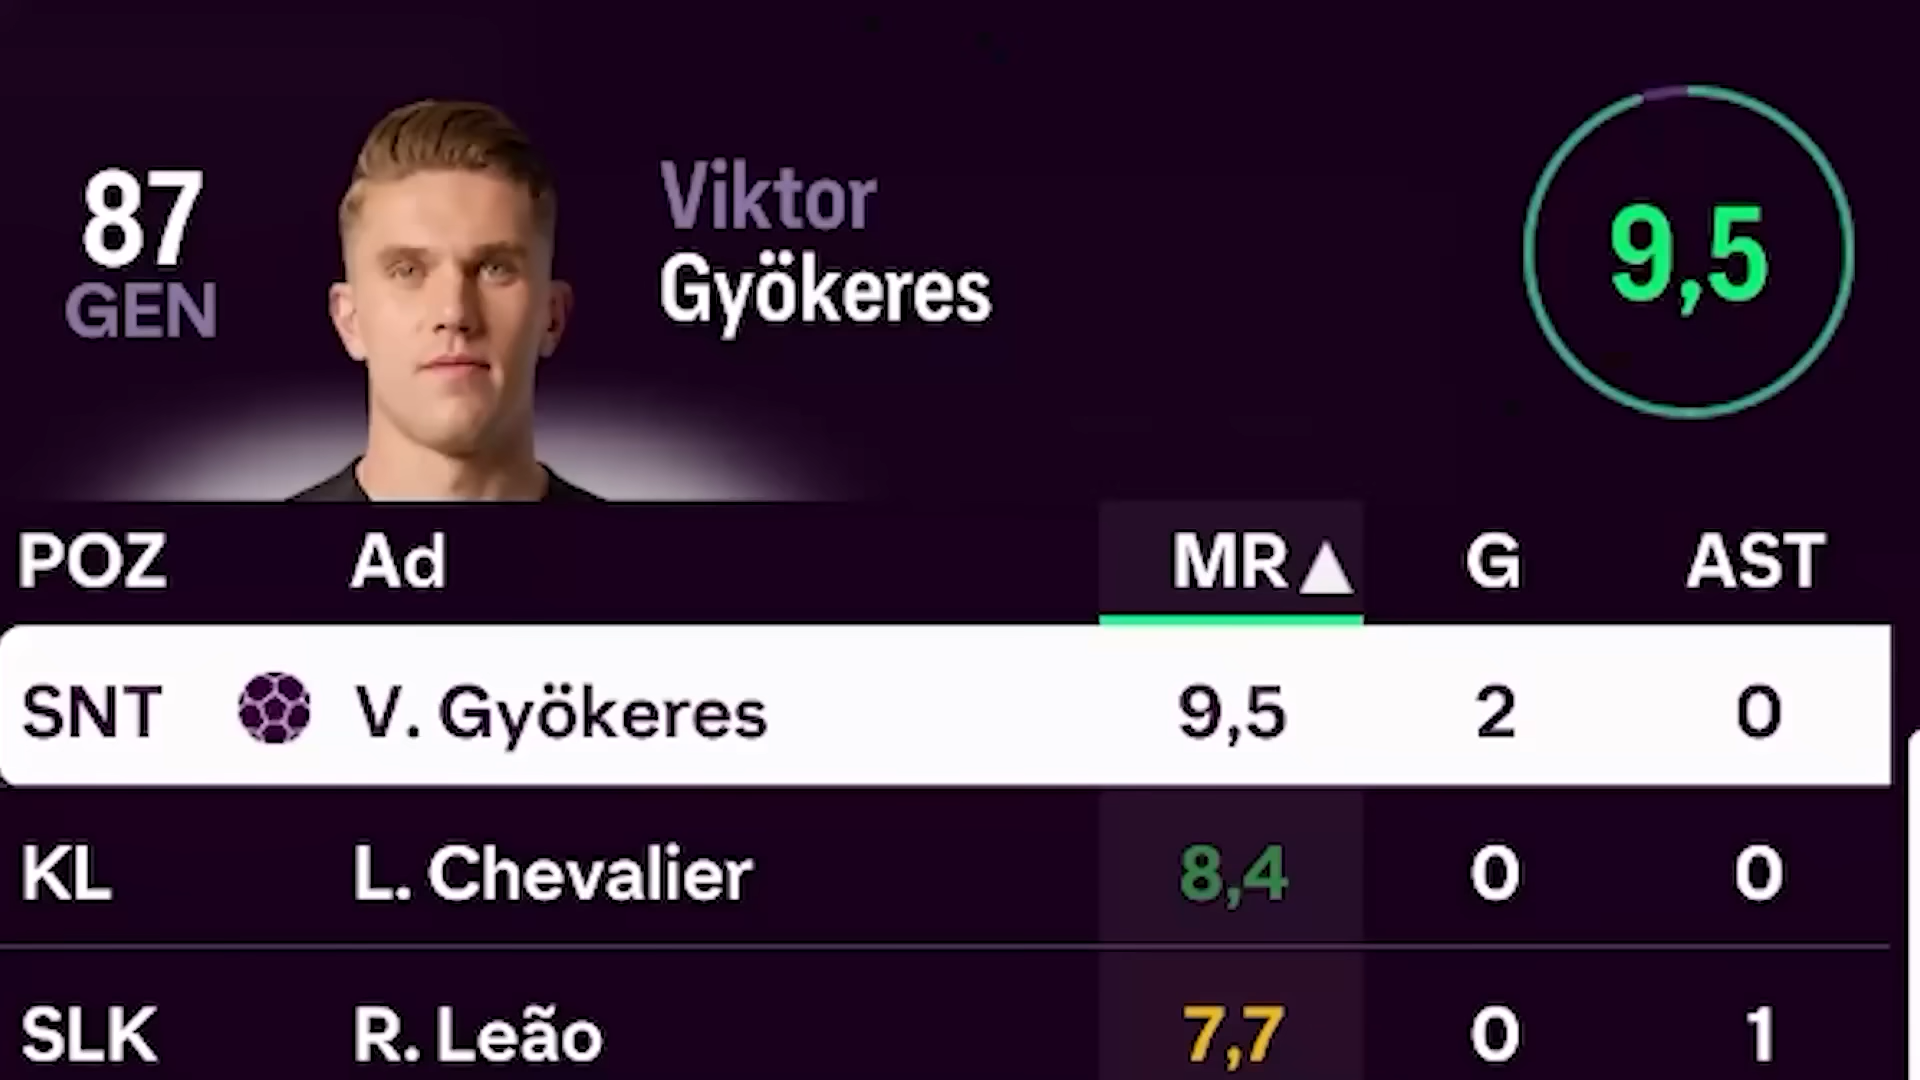 87
GEN
Viktor
Gyökeres
9,5
POZ Ad MR▲ G AST
SNT V. Gyökeres 9,5 2 0
KL L. Chevalier 8,4 0 0
SLK R. Leão 7,7 0 1